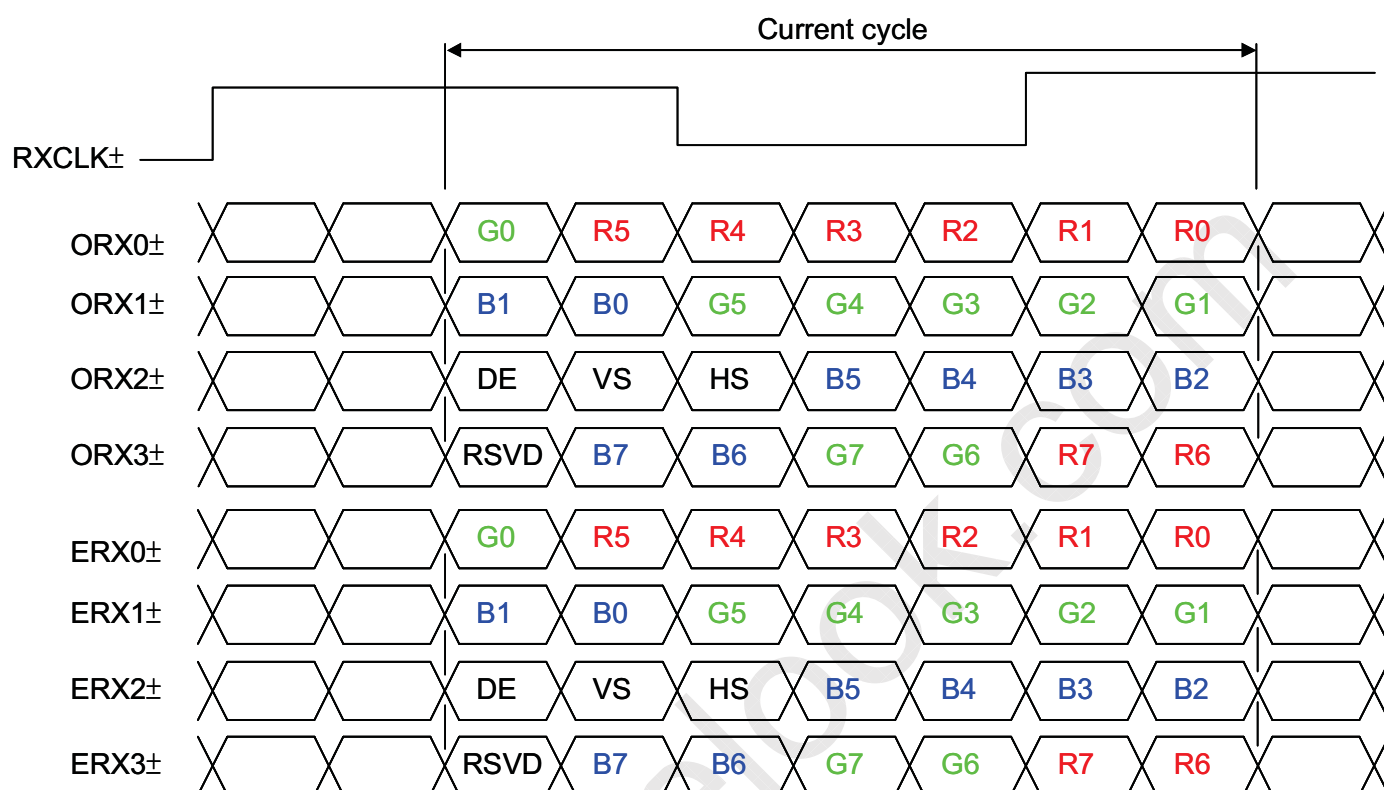 Current cycle
RXCLK±
ORX0± G0 R5 R4 R3 R2 R1 R0
ORX1± B1 B0 G5 G4 G3 G2 G1
ORX2± DE VS HS B5 B4 B3 B2
ORX3± RSVD B7 B6 G7 G6 R7 R6
ERX0± G0 R5 R4 R3 R2 R1 R0
ERX1± B1 B0 G5 G4 G3 G2 G1
ERX2± DE VS HS B5 B4 B3 B2
ERX3± RSVD B7 B6 G7 G6 R7 R6
elook.com